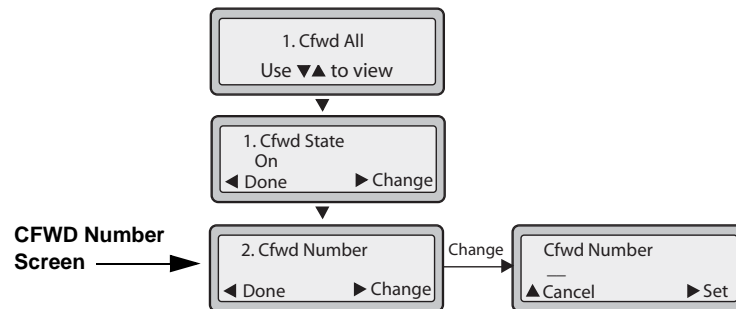 1. Cfwd All
Use ▼▲ to view
▼
1. Cfwd State
On
◀ Done ▶ Change
▼
CFWD Number
Screen
2. Cfwd Number
◀ Done ▶ Change
Change
Cfwd Number
__
▲ Cancel ▶ Set